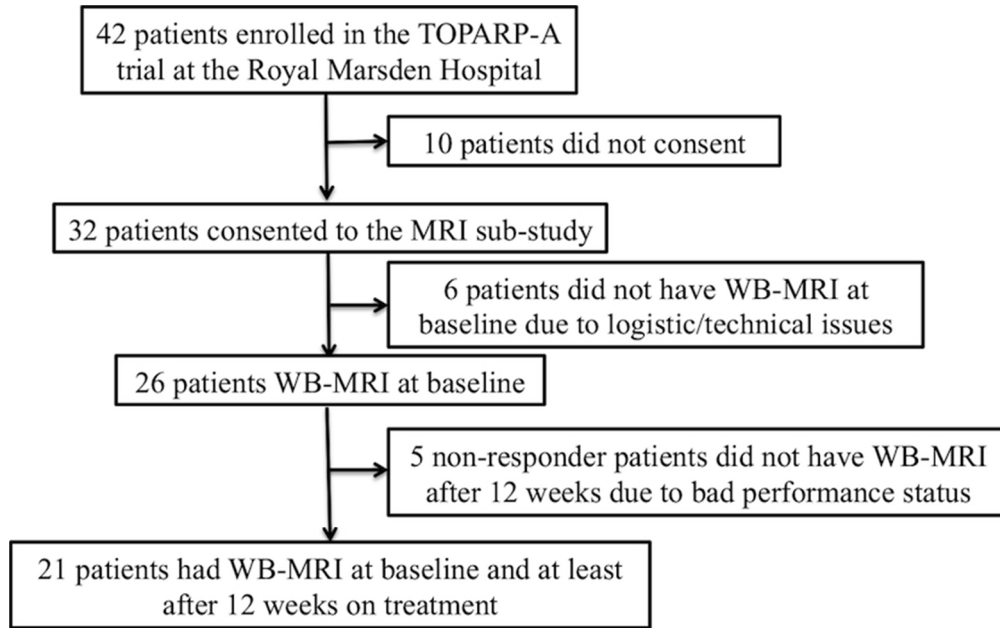 42 patients enrolled in the TOPARP-A
trial at the Royal Marsden Hospital
10 patients did not consent
32 patients consented to the MRI sub-study
6 patients did not have WB-MRI at
baseline due to logistic/technical issues
26 patients WB-MRI at baseline
5 non-responder patients did not have WB-MRI
after 12 weeks due to bad performance status
21 patients had WB-MRI at baseline and at least
after 12 weeks on treatment